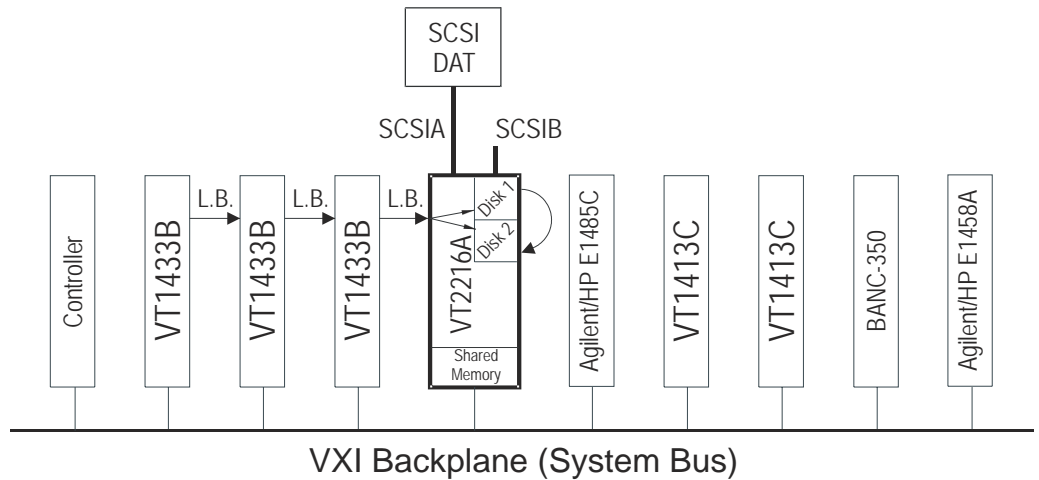 SCSI
DAT
SCSIA
SCSIB
Controller
VT1433B
L.B.
VT1433B
L.B.
VT1433B
L.B.
VT2216A
Disk 1
Disk 2
Shared
Memory
Agilent/HP E1485C
VT1413C
VT1413C
BANC-350
Agilent/HP E1458A
VXI Backplane (System Bus)